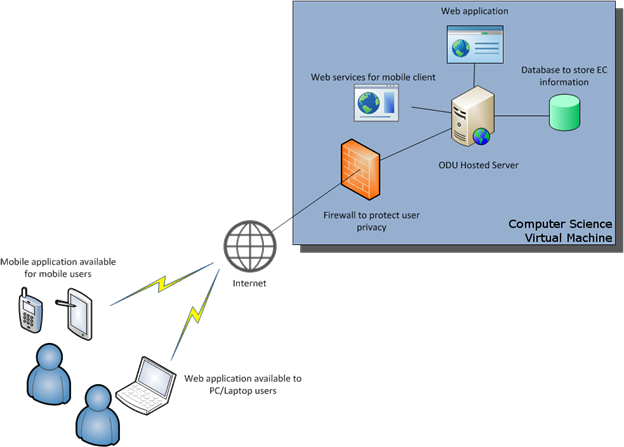 Web application
Web services for mobile client
Database to store EC
information
ODU Hosted Server
Firewall to protect user
privacy
Computer Science
Virtual Machine
Internet
Mobile application available
for mobile users
Web application available to
PC/Laptop users